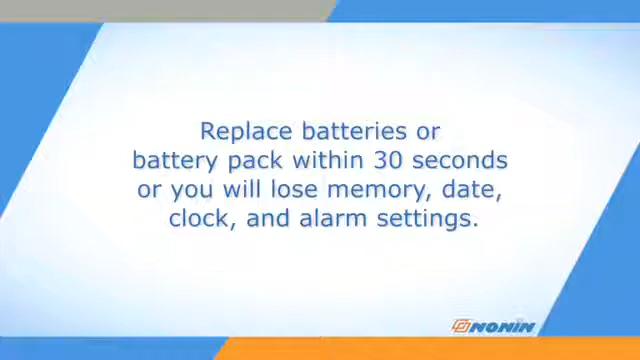 Replace batteries or
battery pack within 30 seconds
or you will lose memory, date,
clock, and alarm settings.
NONIN